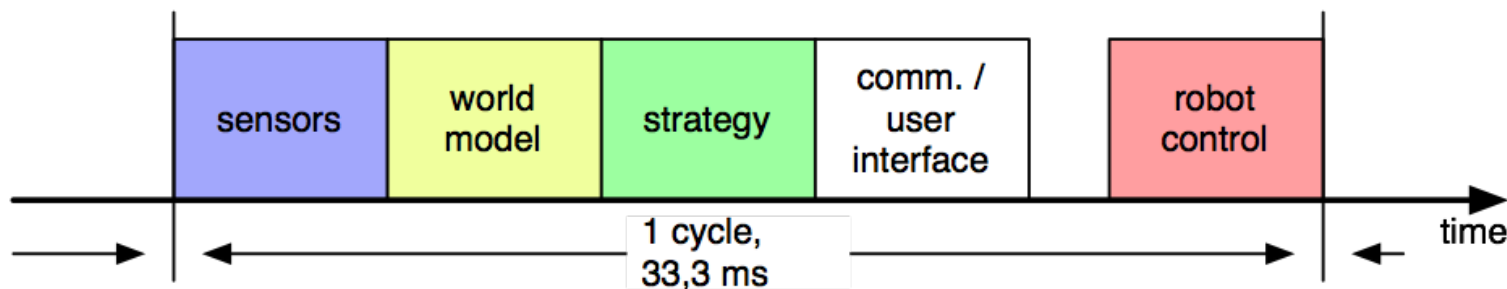 sensors
world
model
strategy
comm. /
user
interface
robot
control
time
1 cycle,
33,3 ms